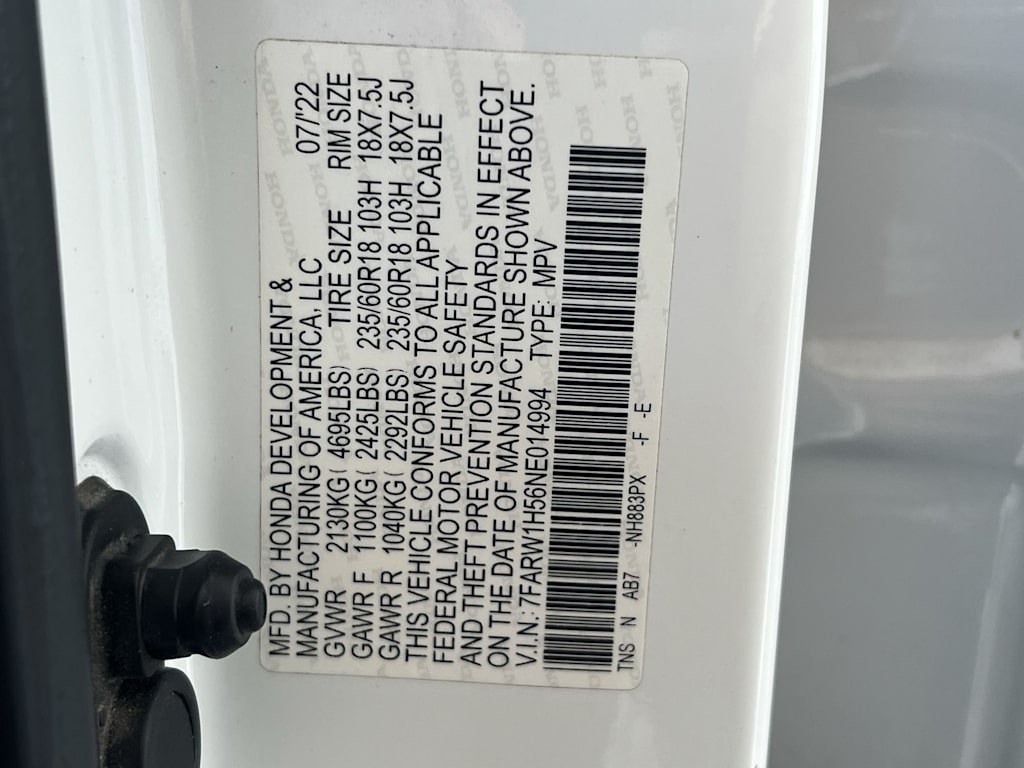 MFD. BY HONDA DEVELOPMENT &
MANUFACTURING OF AMERICA, LLC 07/'22
GVWR 2130KG( 4695LBS) TIRE SIZE RIM SIZE
GAWR F 1100KG( 2425LBS) 235/60R18 103H 18X7.5J
GAWR R 1040KG( 2292LBS) 235/60R18 103H 18X7.5J
THIS VEHICLE CONFORMS TO ALL APPLICABLE
FEDERAL MOTOR VEHICLE SAFETY
AND THEFT PREVENTION STANDARDS IN EFFECT
ON THE DATE OF MANUFACTURE SHOWN ABOVE.
V.I.N.: 7FARW1H56NE014994 TYPE: MPV
TNS N AB7 -NH883PX -F -E
HONDA